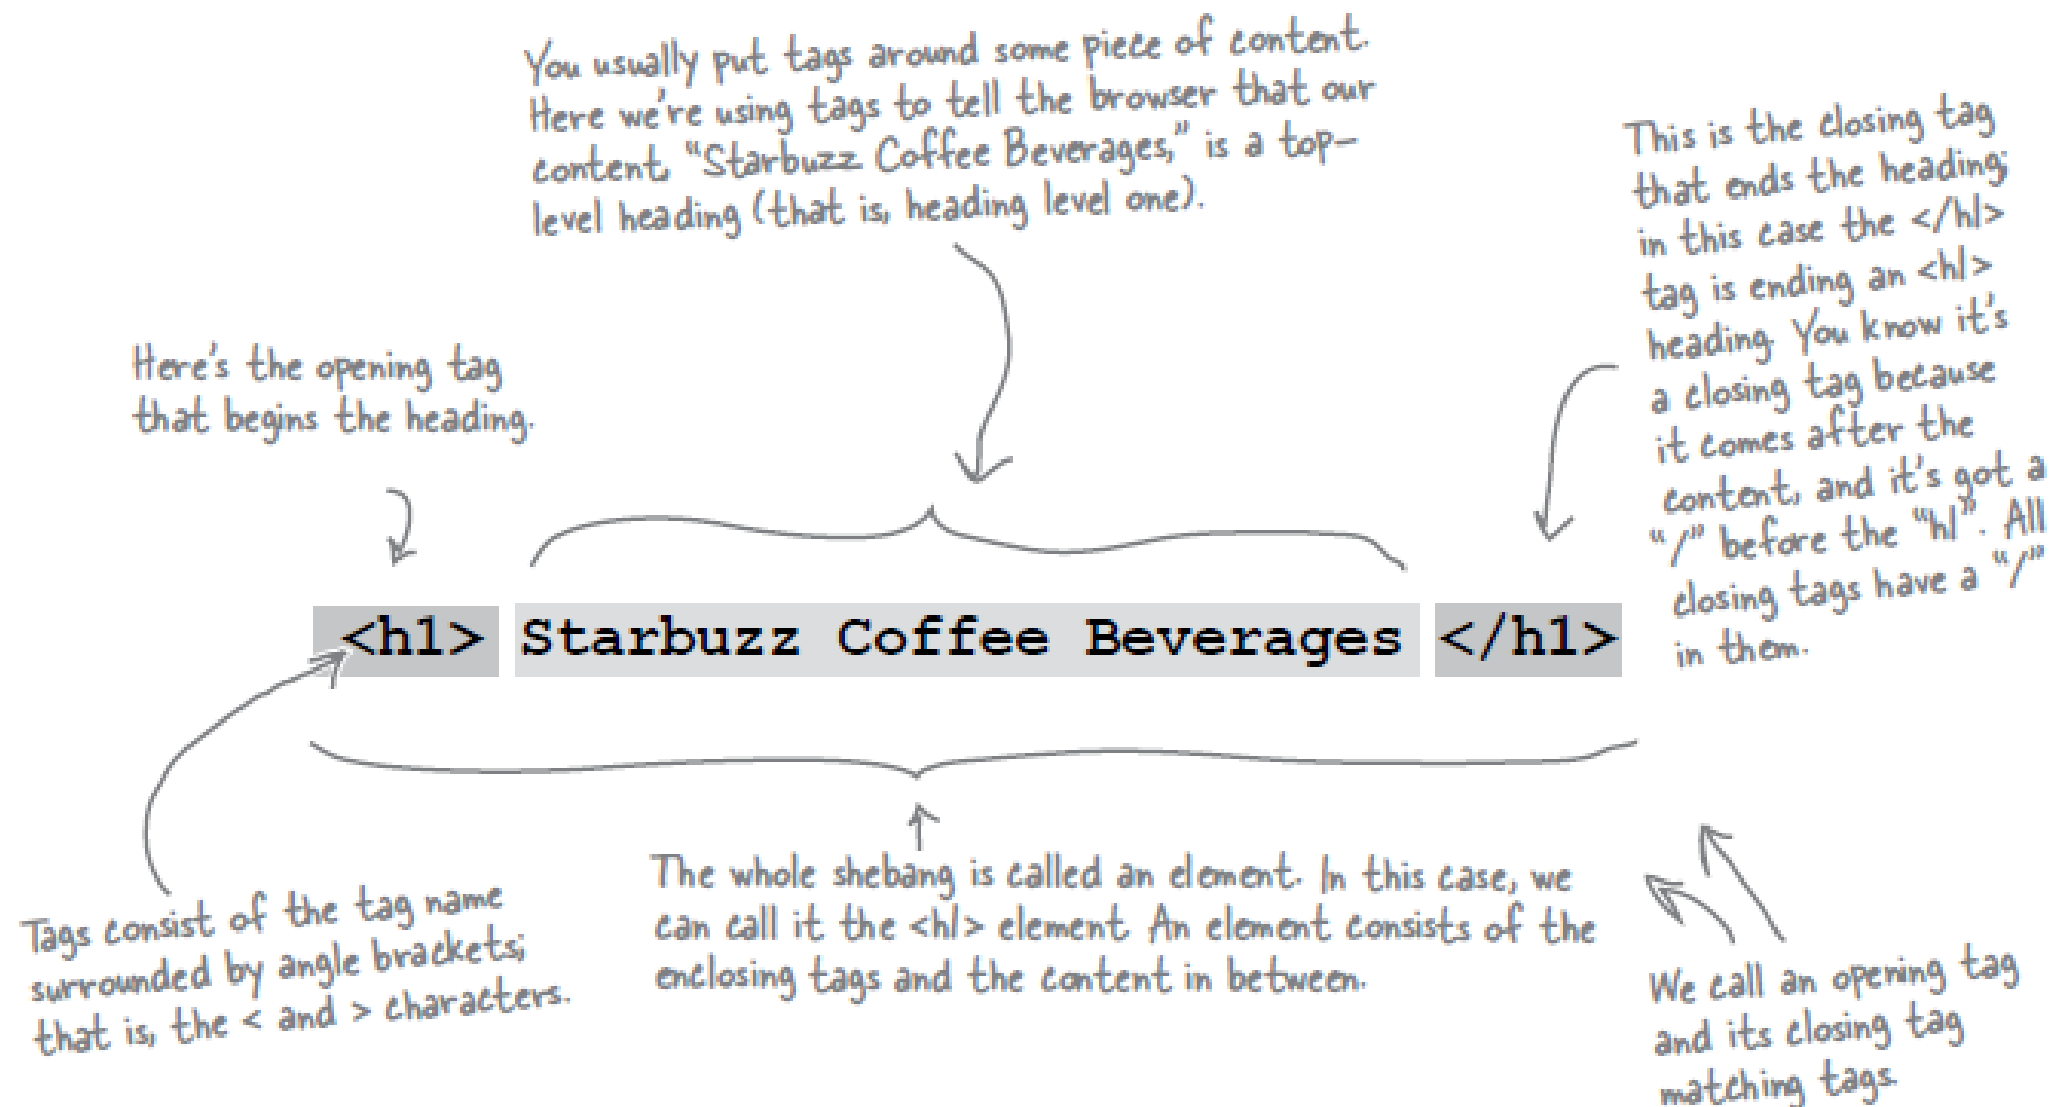 You usually put tags around some piece of content.
Here we're using tags to tell the browser that our
content, "Starbuzz Coffee Beverages," is a top-
level heading (that is, heading level one).
This is the closing tag
that ends the heading;
in this case the </h1>
tag is ending an <h1>
heading. You know it's
a closing tag because
it comes after the
content, and it's got a
"/" before the "h1". All
closing tags have a "/"
in them.
Here's the opening tag
that begins the heading.
<h1> Starbuzz Coffee Beverages </h1>
Tags consist of the tag name
surrounded by angle brackets;
that is, the < and > characters.
The whole shebang is called an element. In this case, we
can call it the <h1> element. An element consists of the
enclosing tags and the content in between.
We call an opening tag
and its closing tag
matching tags.